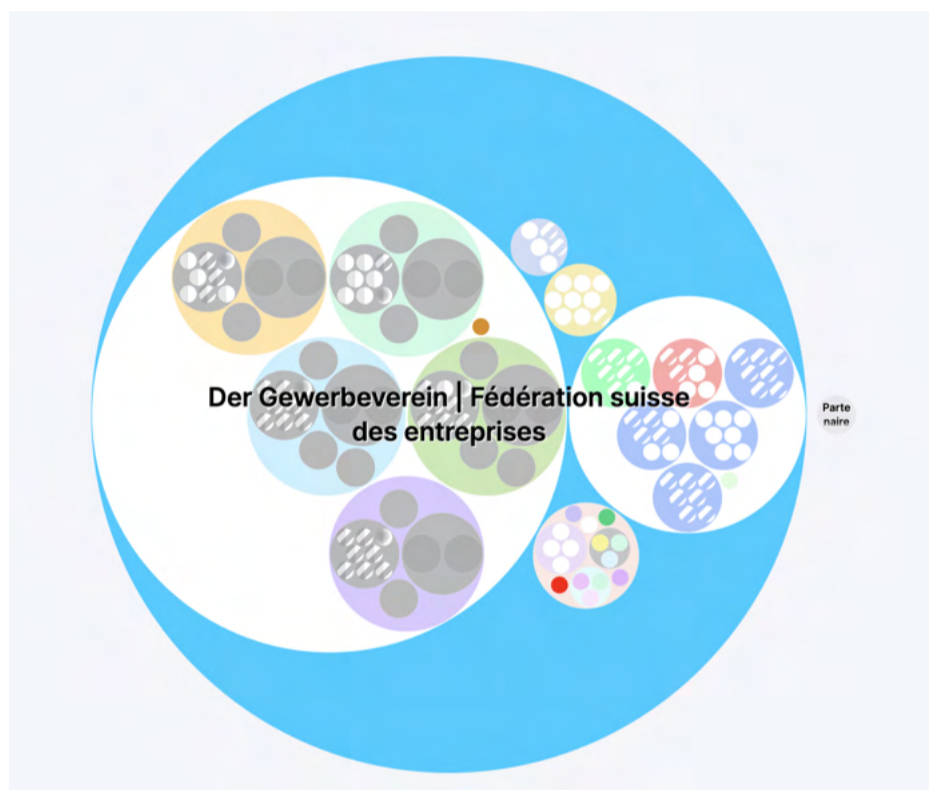 Der Gewerbeverein | Fédération suisse
des entreprises
Parte
naire